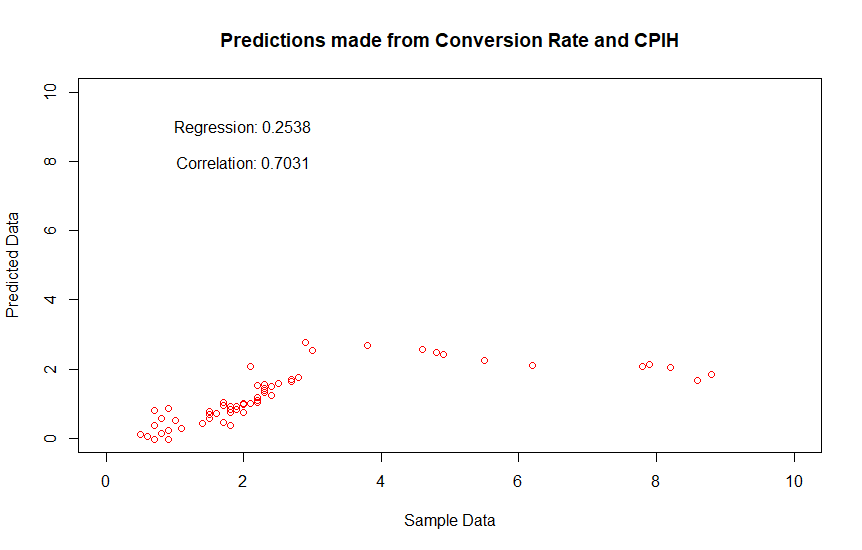 Predictions made from Conversion Rate and CPIH
10
Regression: 0.2538
8
Correlation: 0.7031
6
Predicted Data
4
2
0
0 2 4 6 8 10
Sample Data